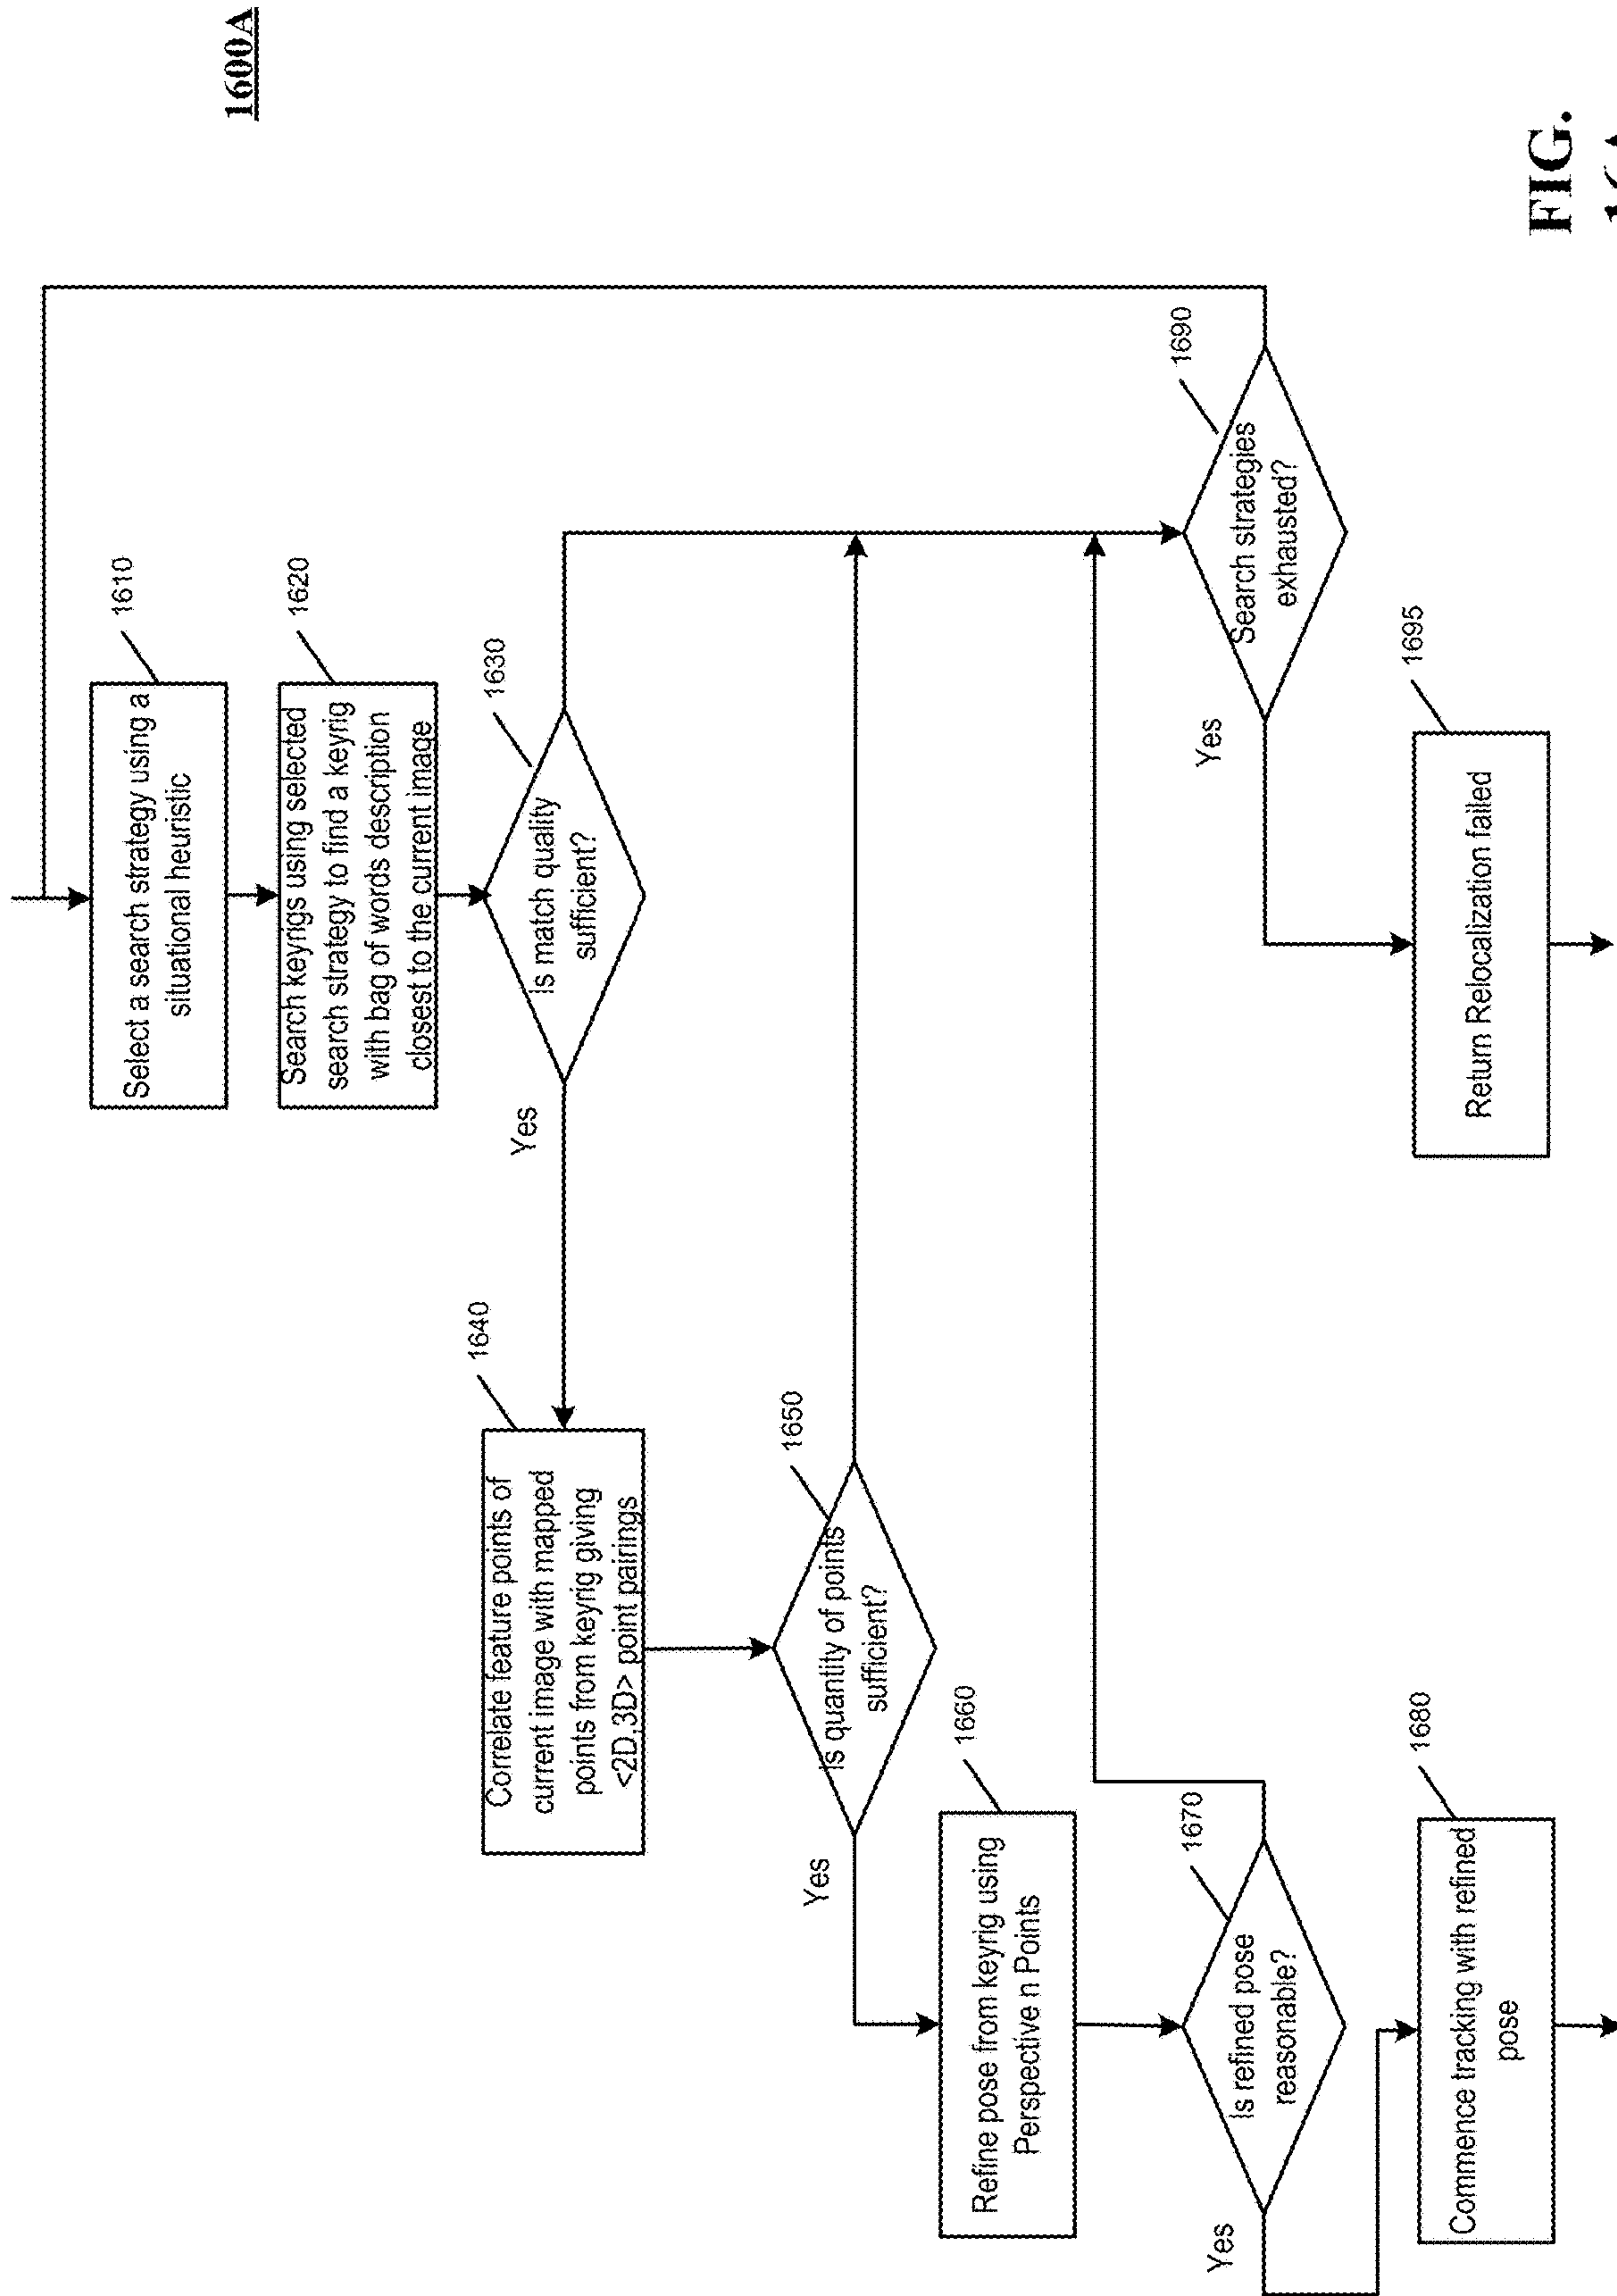 1600A
1610
Select a search strategy using a
situational heuristic
1620
Search keyrigs using selected
search strategy to find a keyrig
with bag of words description
closest to the current image
1630
Is match quality
sufficient?
Yes
1640
Correlate feature points of
current image with mapped
points from keyrig giving
<2D,3D> point pairings
1650
Is quantity of points
sufficient?
Yes
1660
Refine pose from keyrig using
Perspective n Points
1670
Is refined pose
reasonable?
Yes
1680
Commence tracking with refined
pose
1690
Search strategies
exhausted?
Yes
1695
Return Relocalization failed
FIG.